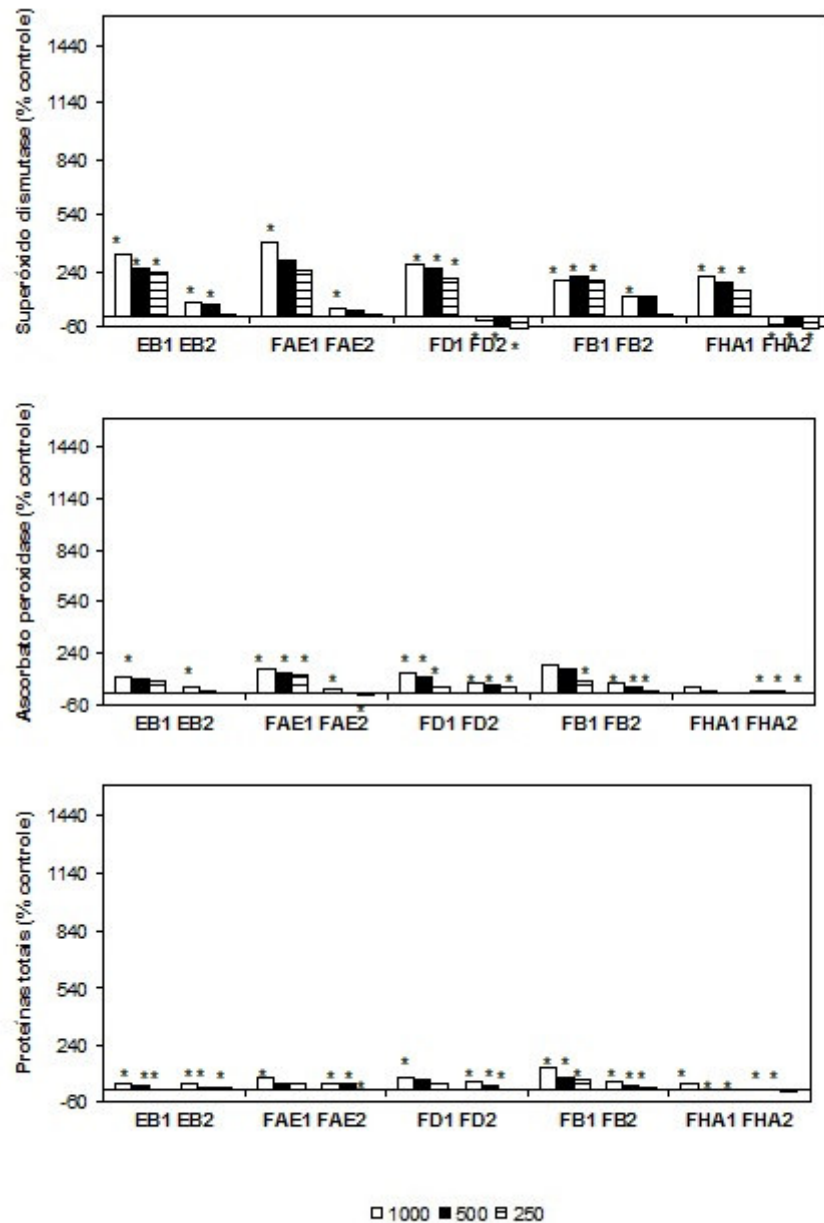 Superóxido dismutase (% controle)
1440
1140
840
540
240
-60
* * * * *
* *
* * * * * * * * * * * *
* * * * * *
EB1 EB2 FAE1 FAE2 FD1 FD2 FB1 FB2 FHA1 FHA2
Ascorbato peroxidase (% controle)
1440
1140
840
540
240
-60
* * * * * * * * * * * * * * * * * * * *
*
EB1 EB2 FAE1 FAE2 FD1 FD2 FB1 FB2 FHA1 FHA2
Proteínas totais (% controle)
1440
1140
840
540
240
-60
* ** ** * * * * * * * * * * * * * ** * * * * *
EB1 EB2 FAE1 FAE2 FD1 FD2 FB1 FB2 FHA1 FHA2
1000 500 250